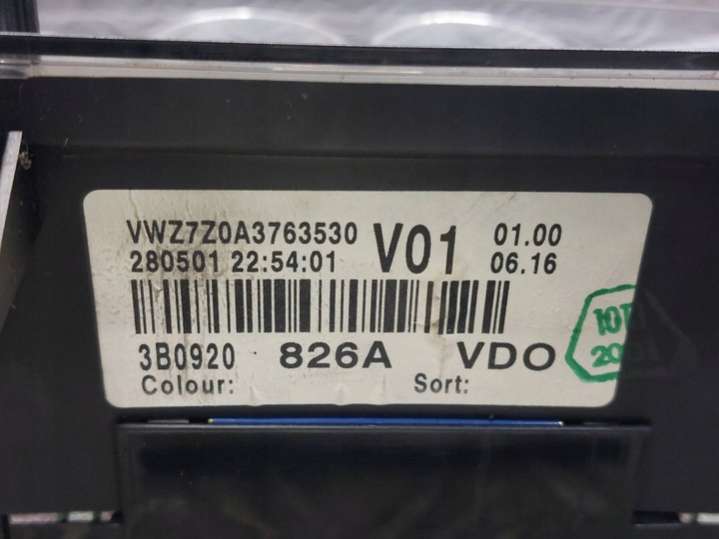 VWZ7Z0A3763530 V01 01.00
280501 22:54:01 06.16
3B0920 826A VDO
Colour: Sort: